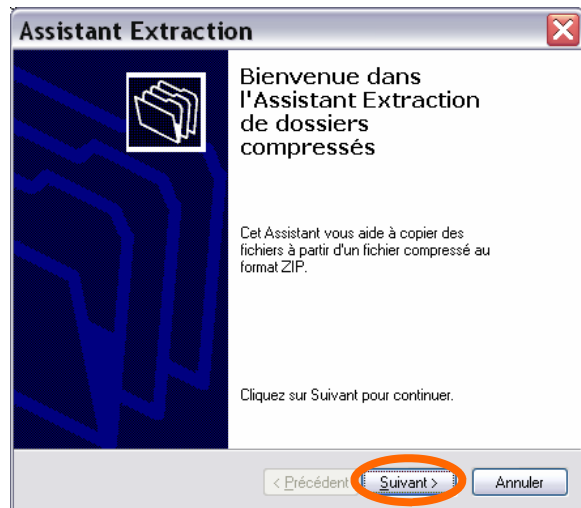 Assistant Extraction
Bienvenue dans
l'Assistant Extraction
de dossiers
compressés
Cet Assistant vous aide à copier des
fichiers à partir d'un fichier compressé au
format ZIP.
Cliquez sur Suivant pour continuer.
< Précédent Suivant > Annuler